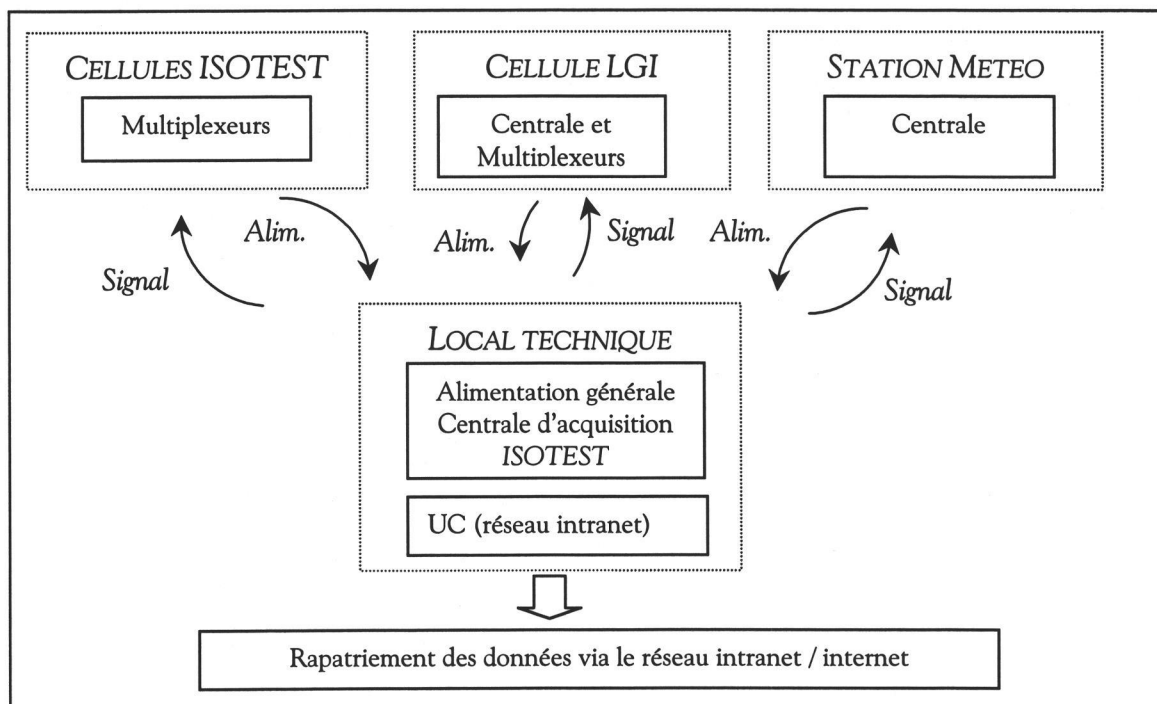 CELLULES ISOTEST
Multiplexeurs
CELLULE LGI
Centrale et
Multiplexeurs
STATION METEO
Centrale
Alim.
Signal
Alim.
Signal
Alim.
Signal
LOCAL TECHNIQUE
Alimentation générale
Centrale d'acquisition
ISOTEST
UC (réseau intranet)
Rapatriement des données via le réseau intranet / internet